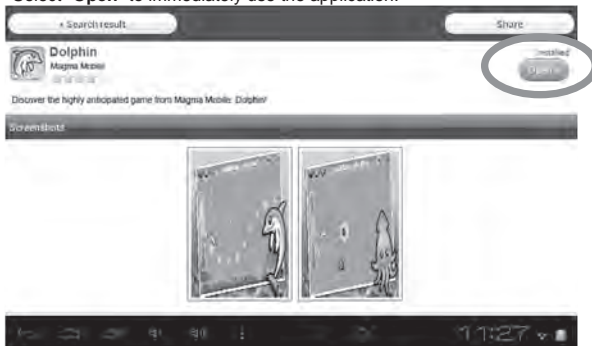 Select "Open" to immediately use the application.
< Search result
Share
Dolphin
Magma Mobile
Installed
Open
Discover the highly anticipated game from Magma Mobile: Dolphin!
Screenshots
11:27